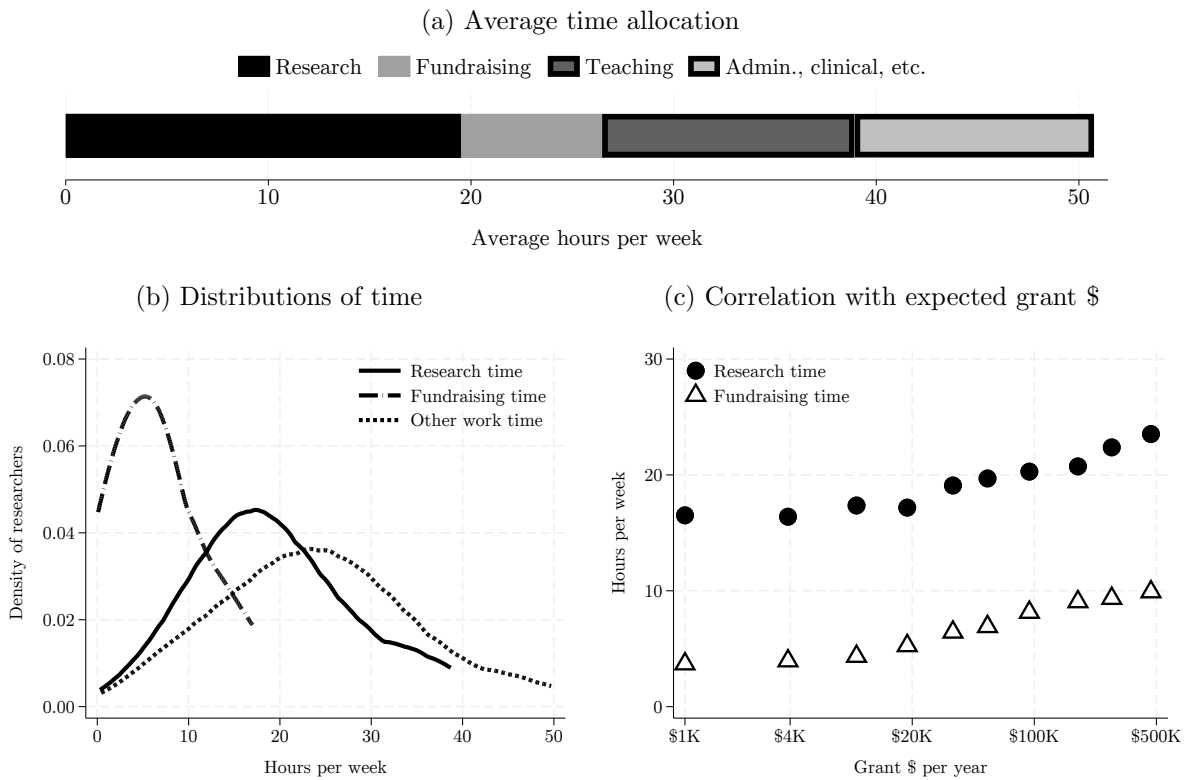 (a) Average time allocation
Research Fundraising Teaching Admin., clinical, etc.
0 10 20 30 40 50
Average hours per week
(b) Distributions of time
Density of researchers
0.08
0.06
0.04
0.02
0.00
Research time
Fundraising time
Other work time
0 10 20 30 40 50
Hours per week
(c) Correlation with expected grant $
Hours per week
30
20
10
0
Research time
Fundraising time
$1K $4K $20K $100K $500K
Grant $ per year